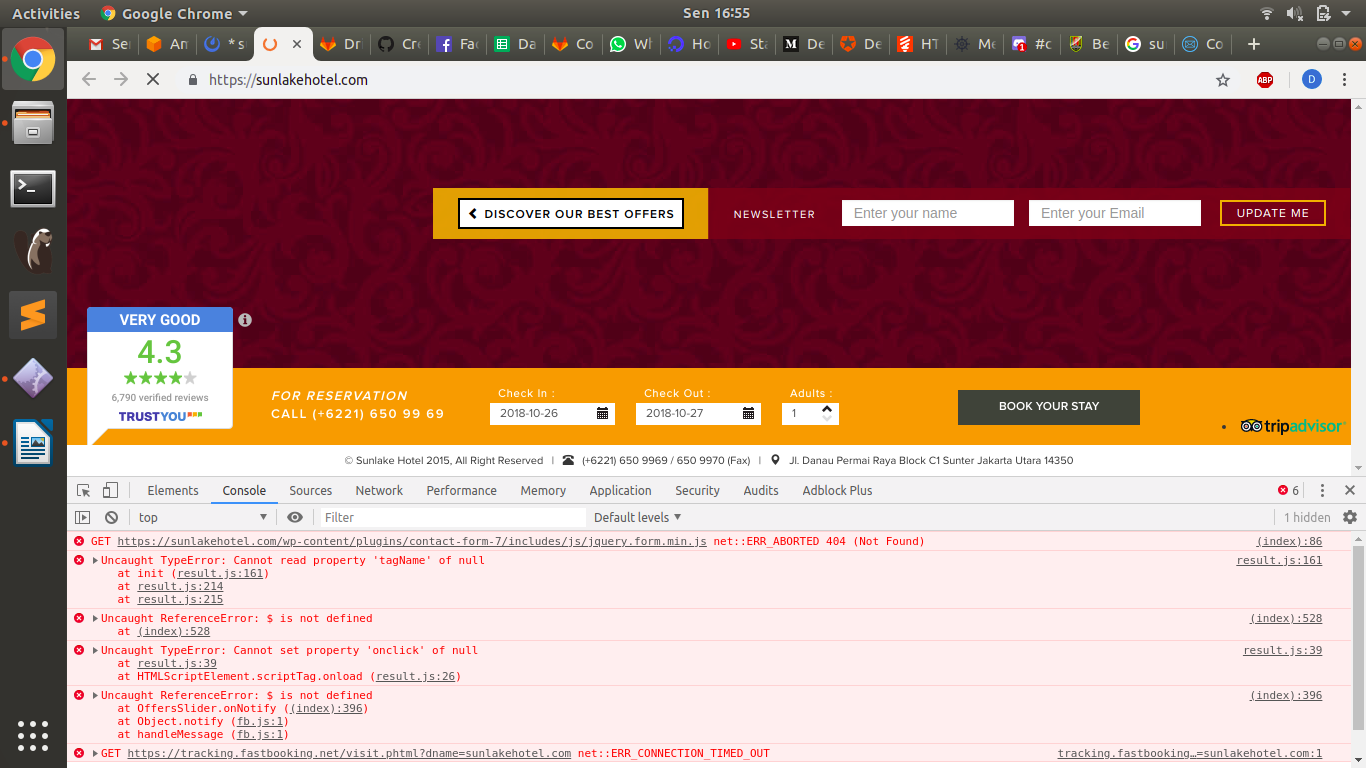 Activities
Google Chrome
Sen 16:55
Se
An
* s
Dr
Cre
Fac
Da
Co
Wh
Ho
Sta
De
De
HT
Me
#c
Be
su
Co
https://sunlakehotel.com
ABP
D
DISCOVER OUR BEST OFFERS
NEWSLETTER
Enter your name
Enter your Email
UPDATE ME
VERY GOOD
4.3
6,790 verified reviews
TRUSTYOU
FOR RESERVATION
CALL (+6221) 650 99 69
Check In :
2018-10-26
Check Out :
2018-10-27
Adults :
1
BOOK YOUR STAY
tripadvisor
© Sunlake Hotel 2015, All Right Reserved | (+6221) 650 9969 / 650 9970 (Fax) | Jl. Danau Permai Raya Block C1 Sunter Jakarta Utara 14350
Elements Console Sources Network Performance Memory Application Security Audits Adblock Plus 6
top Filter Default levels 1 hidden
GET https://sunlakehotel.com/wp-content/plugins/contact-form-7/includes/js/jquery.form.min.js net::ERR_ABORTED 404 (Not Found) (index):86
Uncaught TypeError: Cannot read property 'tagName' of null result.js:161
at init (result.js:161)
at result.js:214
at result.js:215
Uncaught ReferenceError: $ is not defined (index):528
at (index):528
Uncaught TypeError: Cannot set property 'onclick' of null result.js:39
at result.js:39
at HTMLScriptElement.scriptTag.onload (result.js:26)
Uncaught ReferenceError: $ is not defined (index):396
at OffersSlider.onNotify ((index):396)
at Object.notify (fb.js:1)
at handleMessage (fb.js:1)
GET https://tracking.fastbooking.net/visit.phtml?dname=sunlakehotel.com net::ERR_CONNECTION_TIMED_OUT tracking.fastbooking…=sunlakehotel.com:1